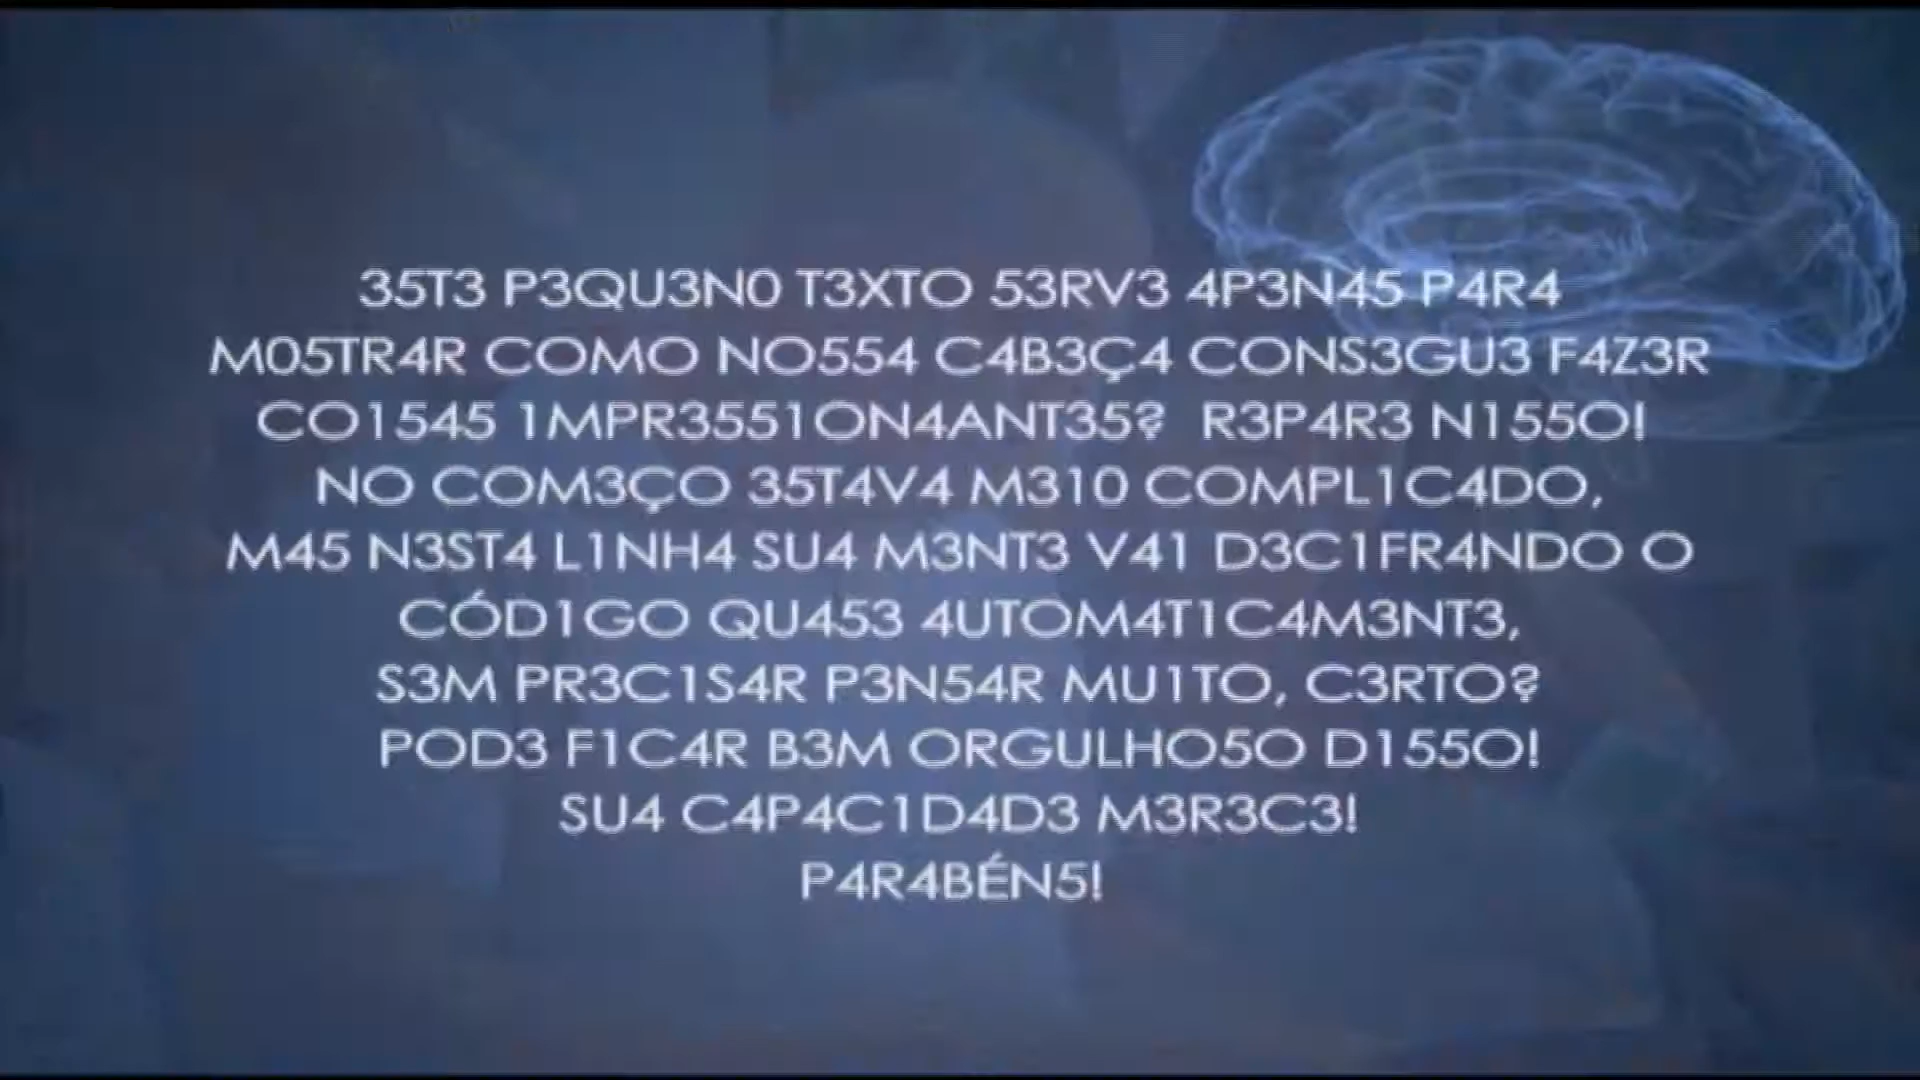 35T3 P3QU3N0 T3XTO 53RV3 4P3N45 P4R4
M05TR4R COMO NO554 C4B3Ç4 CONS3GU3 F4Z3R
CO1545 1MPR3551ON4ANT35? R3P4R3 N155O!
NO COM3ÇO 35T4V4 M310 COMPL1C4DO,
M45 N3ST4 L1NH4 SU4 M3NT3 V41 D3C1FR4NDO O
CÓD1GO QU453 4UTOM4T1C4M3NT3,
S3M PR3C1S4R P3N54R MU1TO, C3RTO?
POD3 F1C4R B3M ORGULHO5O D155O!
SU4 C4P4C1D4D3 M3R3C3!
P4R4BÉN5!